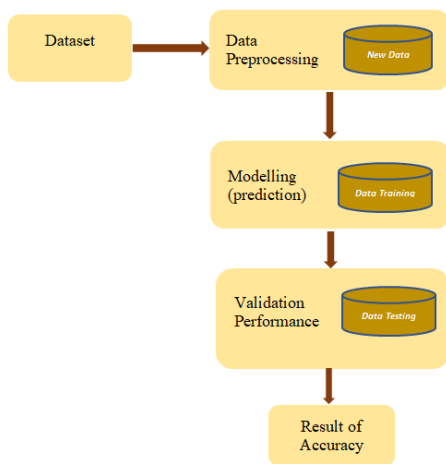 Dataset
Data
Preprocessing
New Data
Modelling
(prediction)
Data Training
Validation
Performance
Data Testing
Result of
Accuracy